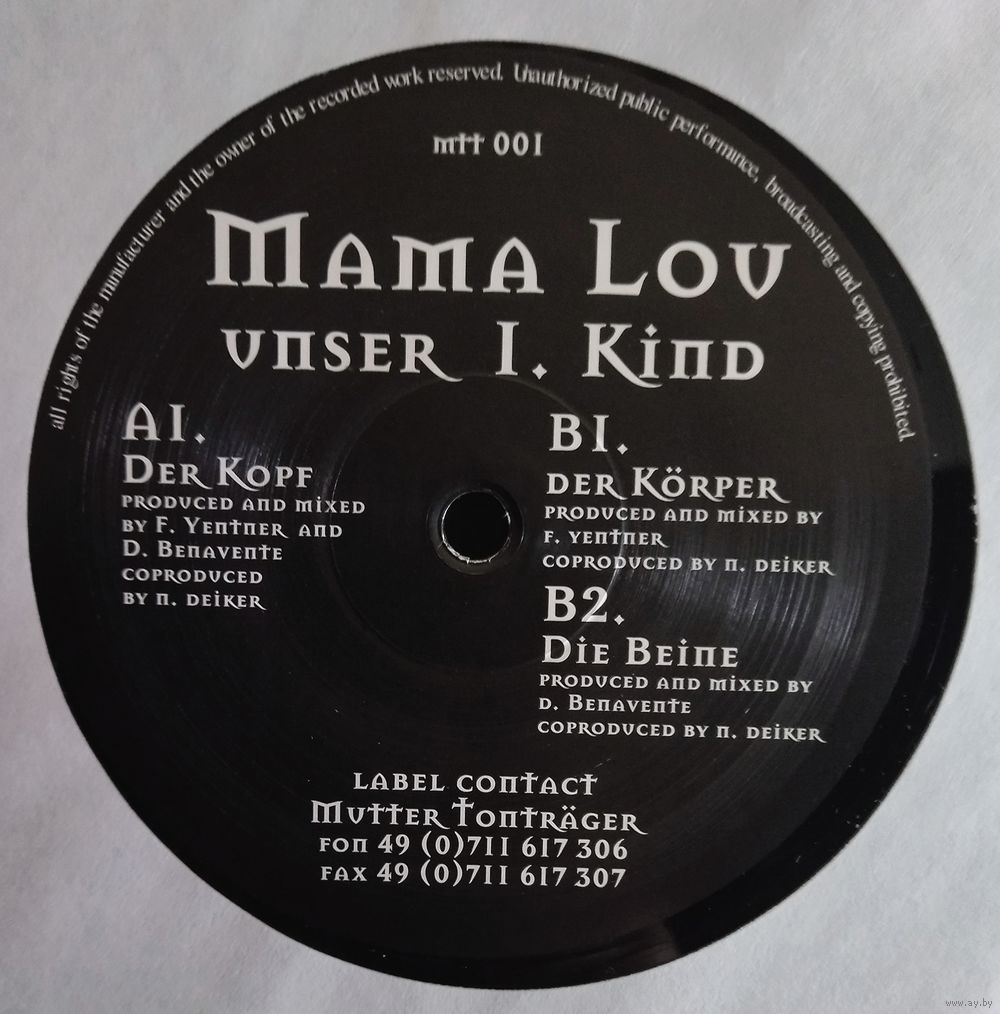 all rights of the manufacturer and the owner of the recorded work reserved. Unauthorized public performance, broadcasting and copying prohibited.
mtt 001
Mama Lou
unser 1. Kind
A1.
Der Kopf
produced and mixed
by F. Yentner and
D. Benavente
coproduced
by n. deiker
B1.
der Körper
produced and mixed by
f. yentner
coproduced by n. deiker
B2.
Die Beine
produced and mixed by
d. Benavente
coproduced by n. deiker
label contact
Mutter Tonträger
fon 49 (0)711 617 306
fax 49 (0)711 617 307
www.ay.by